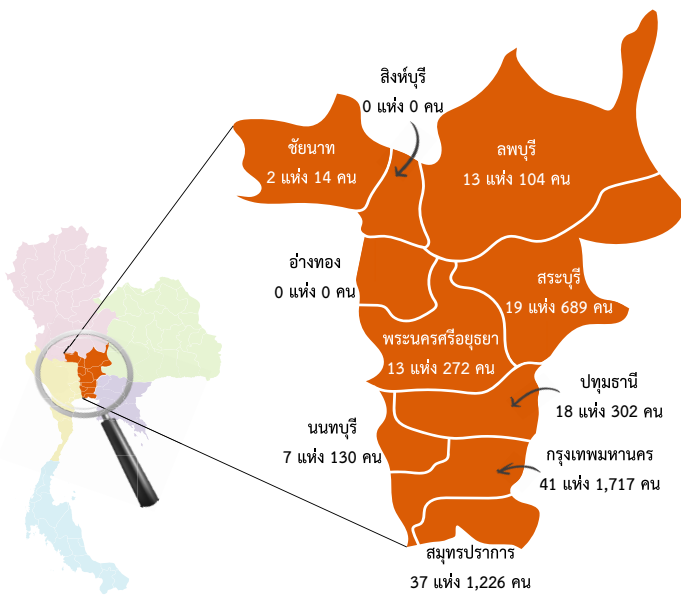 สิงห์บุรี
0 แห่ง 0 คน
ชัยนาท
2 แห่ง 14 คน
ลพบุรี
13 แห่ง 104 คน
อ่างทอง
0 แห่ง 0 คน
สระบุรี
19 แห่ง 689 คน
พระนครศรีอยุธยา
13 แห่ง 272 คน
ปทุมธานี
18 แห่ง 302 คน
นนทบุรี
7 แห่ง 130 คน
กรุงเทพมหานคร
41 แห่ง 1,717 คน
สมุทรปราการ
37 แห่ง 1,226 คน